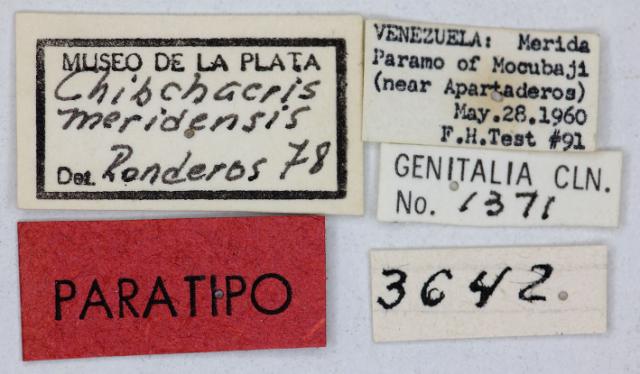 MUSEO DE LA PLATA
Chibchacris
meridensis
Det. Ronderos 78
VENEZUELA: Merida
Paramo of Mocubaji
(near Apartaderos)
May.28.1960
F.H.Test #91
GENITALIA CLN.
No. 1371
PARATIPO
3642